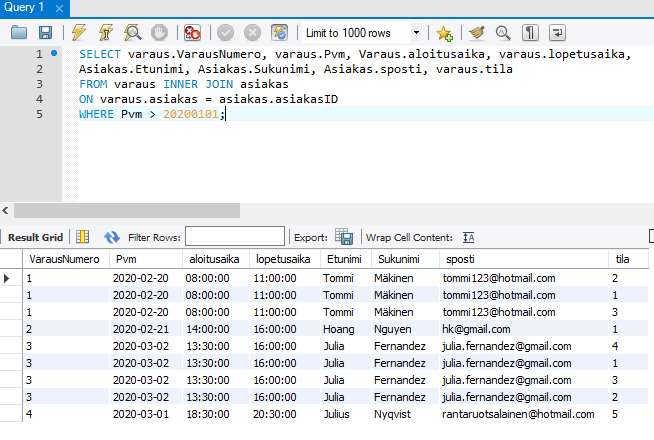 Query 1
Limit to 1000 rows
1 SELECT varaus.VarausNumero, varaus.Pvm, Varaus.aloitusaika, varaus.lopetusaika,
2 Asiakas.Etunimi, Asiakas.Sukunimi, Asiakas.sposti, varaus.tila
3 FROM varaus INNER JOIN asiakas
4 ON varaus.asiakas = asiakas.asiakasID
5 WHERE Pvm > 20200101;
Result Grid Filter Rows: Export: Wrap Cell Content:
VarausNumero Pvm aloitusaika lopetusaika Etunimi Sukunimi sposti tila
1 2020-02-20 08:00:00 11:00:00 Tommi Mäkinen tommi123@hotmail.com 2
1 2020-02-20 08:00:00 11:00:00 Tommi Mäkinen tommi123@hotmail.com 1
1 2020-02-20 08:00:00 11:00:00 Tommi Mäkinen tommi123@hotmail.com 3
2 2020-02-21 14:00:00 16:00:00 Hoang Nguyen hk@gmail.com 1
3 2020-03-02 13:30:00 16:00:00 Julia Fernandez julia.fernandez@gmail.com 4
3 2020-03-02 13:30:00 16:00:00 Julia Fernandez julia.fernandez@gmail.com 1
3 2020-03-02 13:30:00 16:00:00 Julia Fernandez julia.fernandez@gmail.com 3
3 2020-03-02 13:30:00 16:00:00 Julia Fernandez julia.fernandez@gmail.com 2
4 2020-03-01 18:30:00 20:30:00 Julius Nyqvist rantaruotsalainen@hotmail.com 5